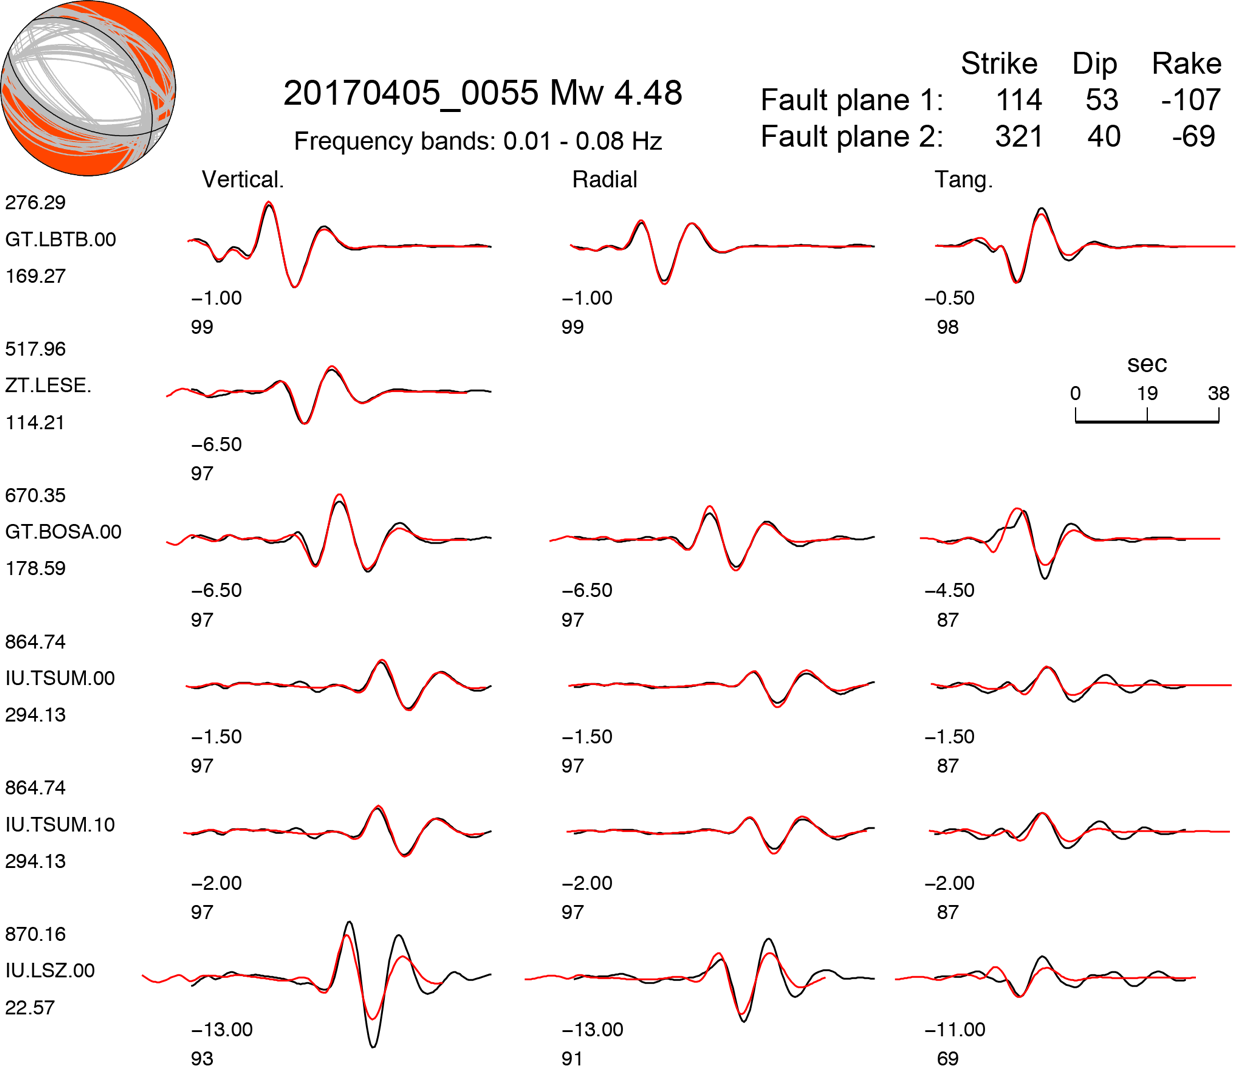 Strike Dip Rake
20170405_0055 Mw 4.48
Fault plane 1: 114 53 -107
Frequency bands: 0.01 - 0.08 Hz
Fault plane 2: 321 40 -69
Vertical. Radial Tang.
276.29
GT.LBTB.00
169.27
−1.00 −1.00 −0.50
99 99 98
517.96
ZT.LESE.
114.21
sec
0 19 38
−6.50
97
670.35
GT.BOSA.00
178.59
−6.50 −6.50 −4.50
97 97 87
864.74
IU.TSUM.00
294.13
−1.50 −1.50 −1.50
97 97 87
864.74
IU.TSUM.10
294.13
−2.00 −2.00 −2.00
97 97 87
870.16
IU.LSZ.00
22.57
−13.00 −13.00 −11.00
93 91 69